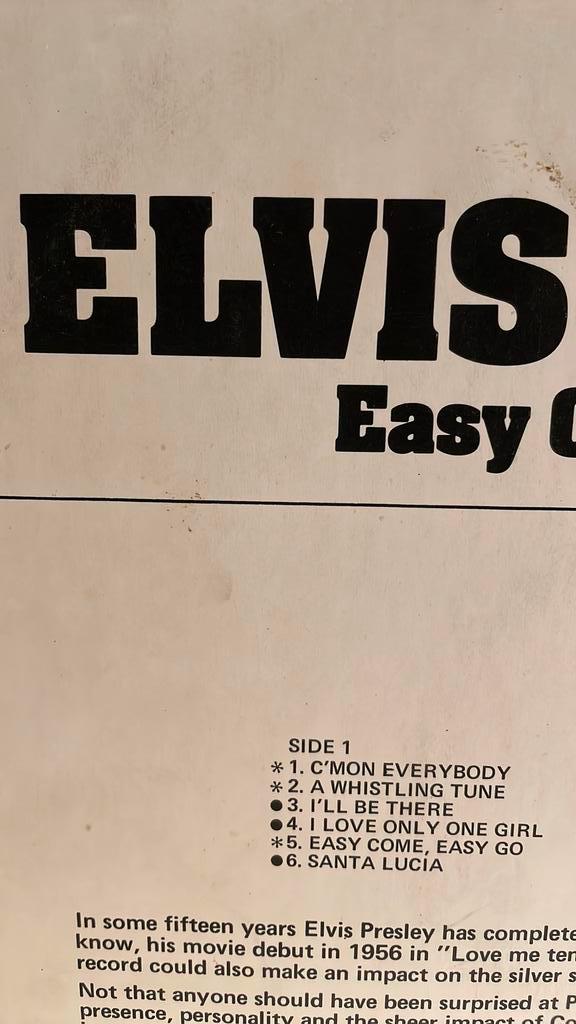 ELVIS
Easy
SIDE 1
* 1. C'MON EVERYBODY
* 2. A WHISTLING TUNE
● 3. I'LL BE THERE
● 4. I LOVE ONLY ONE GIRL
* 5. EASY COME, EASY GO
● 6. SANTA LUCIA
In some fifteen years Elvis Presley has complete
know, his movie debut in 1956 in "Love me ten
record could also make an impact on the silver s
Not that anyone should have been surprised at P
presence, personality and the sheer impact of Co